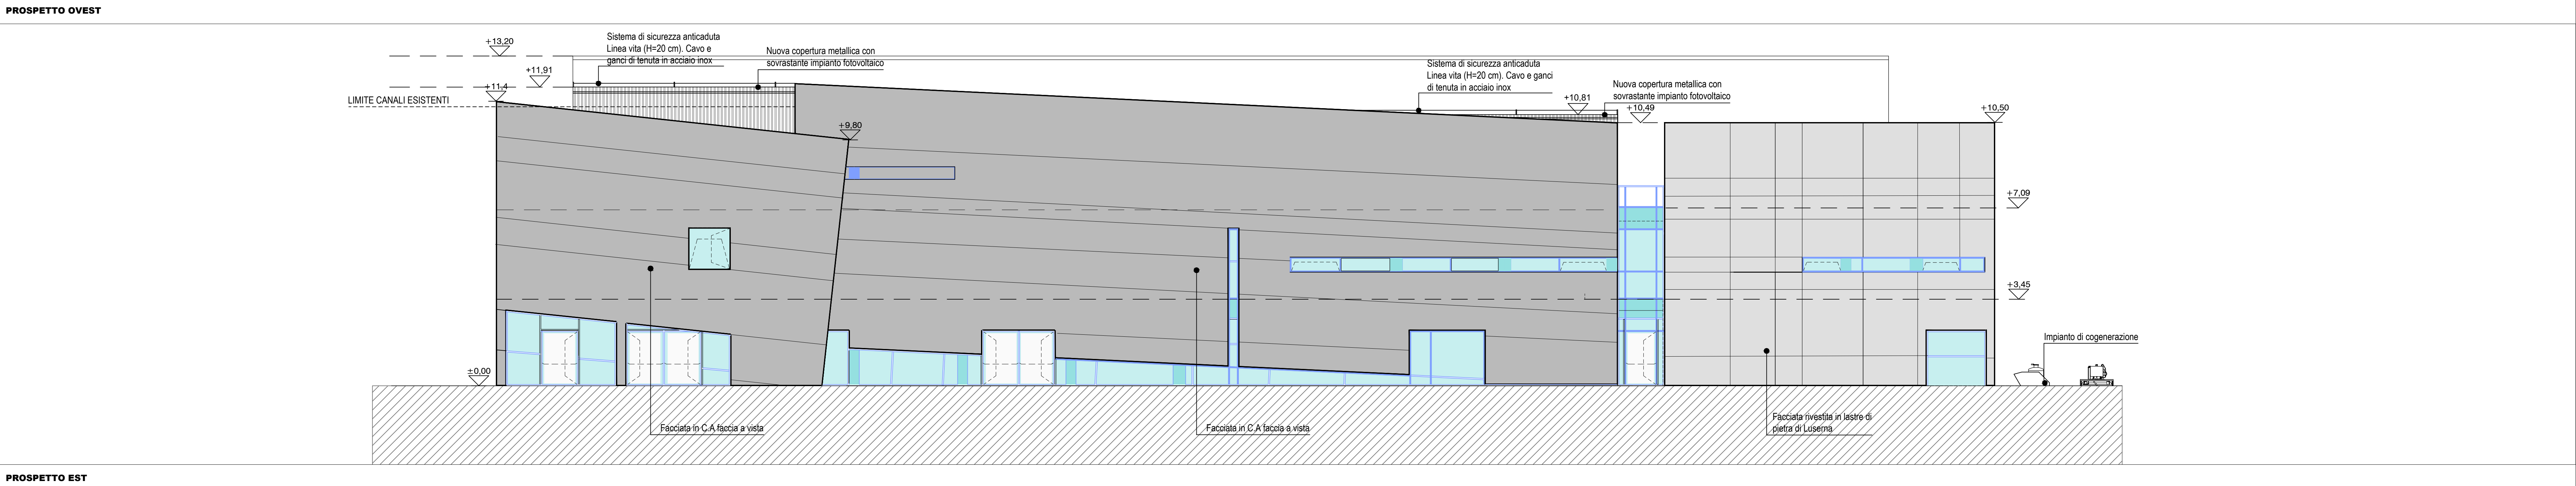 PROSPETTO OVEST
+13,20
Sistema di sicurezza anticaduta
Linea vita (H=20 cm). Cavo e
ganci di tenuta in acciaio inox
Nuova copertura metallica con
sovrastante impianto fotovoltaico
+11,91
+11,4
LIMITE CANALI ESISTENTI
+9,80
Sistema di sicurezza anticaduta
Linea vita (H=20 cm). Cavo e ganci
di tenuta in acciaio inox
Nuova copertura metallica con
sovrastante impianto fotovoltaico
+10,81
+10,49
+10,50
+7,09
+3,45
Impianto di cogenerazione
±0,00
Facciata in C.A faccia a vista
Facciata in C.A faccia a vista
Facciata rivestita in lastre di
pietra di Luserna
PROSPETTO EST